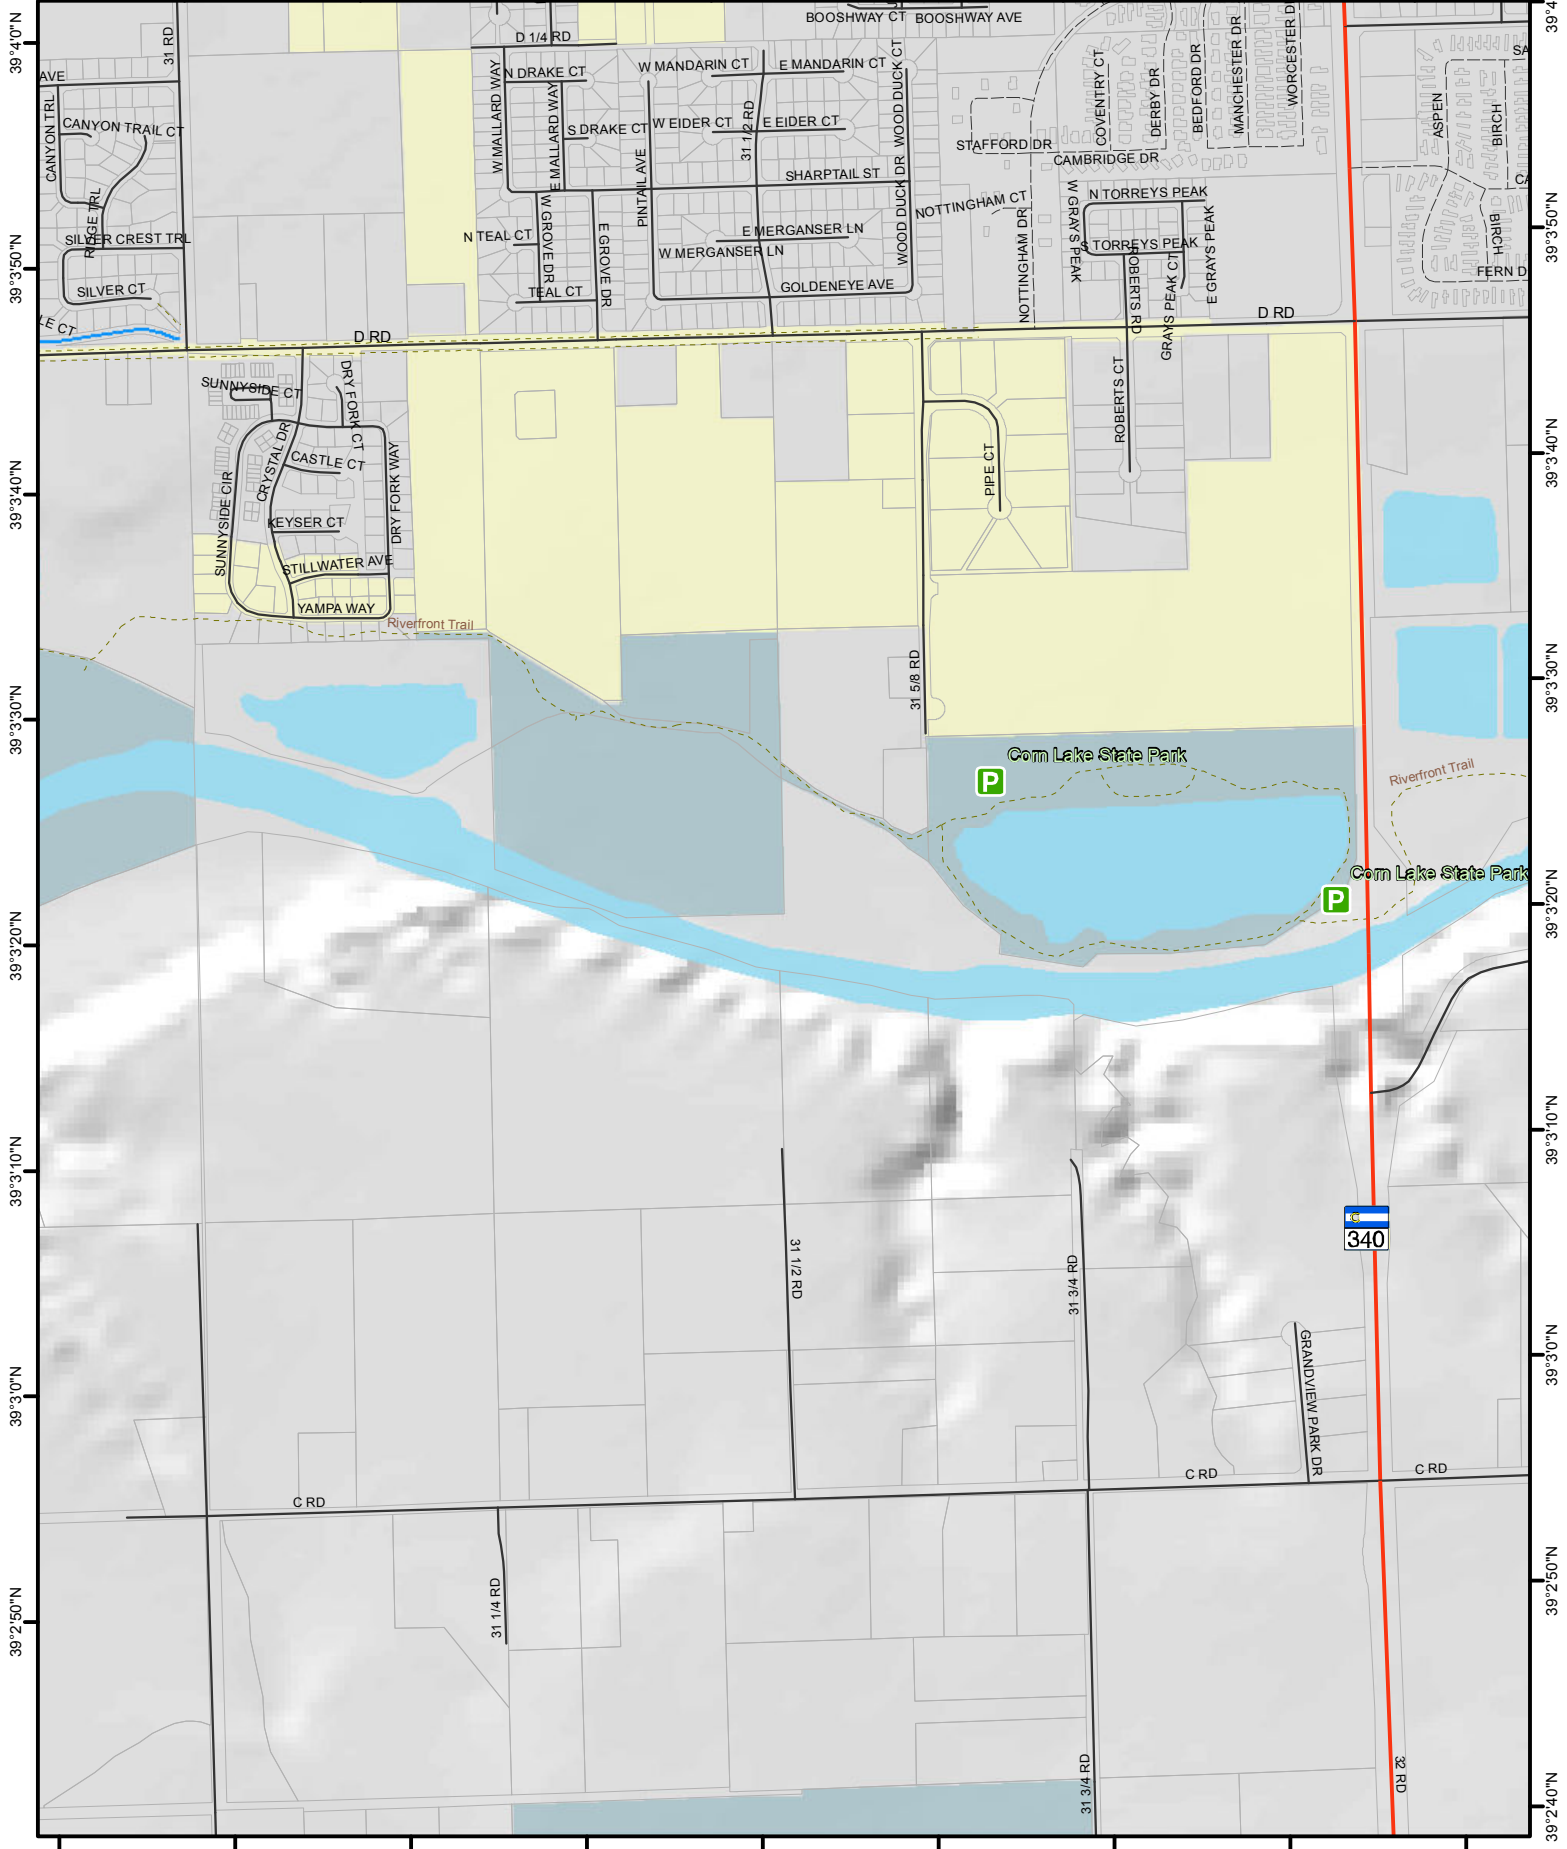 BOOSHWAY CT
BOOSHWAY AVE
D 1/4 RD
31 RD
39°4'0"N
39°4
AVE
N DRAKE CT
W MANDARIN CT
E MANDARIN CT
WOOD DUCK CT
W MALLARD WAY
E MALLARD WAY
CANYON TRL
CANYON TRAIL CT
S DRAKE CT
W EIDER CT
31 1/2 RD
E EIDER CT
COVENTRY CT
DERBY DR
BEDFORD DR
MANCHESTER DR
WORCESTER D
SA
ASPEN
BIRCH
STAFFORD DR
CAMBRIDGE DR
PINTAIL AVE
SHARPTAIL ST
WOOD DUCK DR
CA
RIDGE TRL
SILVER CREST TRL
N TEAL CT
W GROVE DR
E GROVE DR
E MERGANSER LN
W MERGANSER LN
NOTTINGHAM CT
NOTTINGHAM DR
W GRAYS PEAK
N TORREYS PEAK
S TORREYS PEAK
E GRAYS PEAK
BIRCH
39°3'50"N
39°3'50"N
FERN D
SILVER CT
TEAL CT
GOLDENEYE AVE
ROBERTS RD
GRAYS PEAK CT
LE CT
D RD
D RD
SUNNYSIDE CT
DRY FORK CT
ROBERTS CT
CRYSTAL DR
CASTLE CT
PIPE CT
39°3'40"N
39°3'40"N
SUNNYSIDE CIR
KEYSER CT
DRY FORK WAY
STILLWATER AVE
YAMPA WAY
Riverfront Trail
31 5/8 RD
39°3'30"N
39°3'30"N
Corn Lake State Park
P
Riverfront Trail
Corn Lake State Park
P
39°3'20"N
39°3'20"N
39°3'10"N
39°3'10"N
340
31 1/2 RD
31 3/4 RD
39°3'0"N
39°3'0"N
GRANDVIEW PARK DR
C RD
C RD
C RD
31 1/4 RD
39°2'50"N
39°2'50"N
31 3/4 RD
32 RD
39°2'40"N